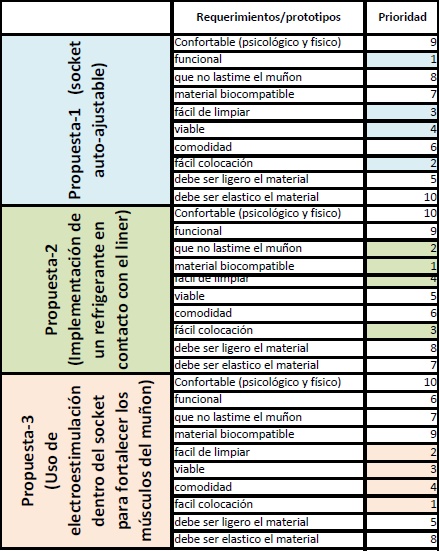 Requerimientos/prototipos Prioridad
Propuesta-1 (socket
auto-ajustable)
Confortable (psicológico y fisico) 9
funcional 1
que no lastime el muñon 8
material biocompatible 7
fácil de limpiar 3
viable 4
comodidad 6
fácil colocación 2
debe ser ligero el material 5
debe ser elastico el material 10
Propuesta-2
(Implementación de
un refrigerante en
contacto con el liner)
Confortable (psicológico y fisico) 10
funcional 9
que no lastime el muñon 2
material biocompatible 1
facil de limpiar 4
viable 5
comodidad 6
fácil colocación 3
debe ser ligero el material 8
debe ser elastico el material 7
Propuesta-3
(Uso de
electroestimulación
dentro del socket
para fortalecer los
músculos del muñon)
Confortable (psicológico y físico) 10
funcional 6
que no lastime el muñon 7
material biocompatible 9
facil de limpiar 2
viable 3
comodidad 4
facil colocación 1
debe ser ligero el material 5
debe ser elastico el material 8